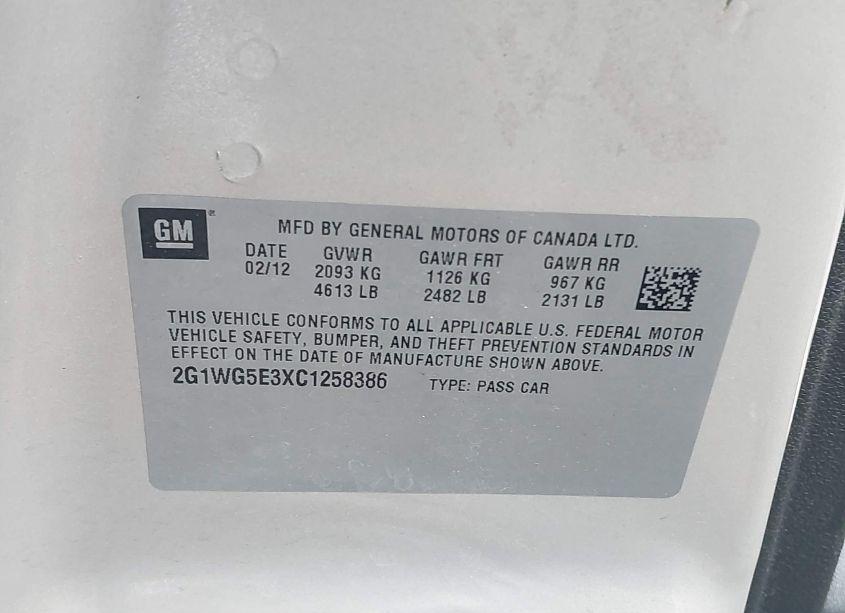 GM®
MFD BY GENERAL MOTORS OF CANADA LTD.
DATE GVWR GAWR FRT GAWR RR
02/12 2093 KG 1126 KG 967 KG
4613 LB 2482 LB 2131 LB
THIS VEHICLE CONFORMS TO ALL APPLICABLE U.S. FEDERAL MOTOR
VEHICLE SAFETY, BUMPER, AND THEFT PREVENTION STANDARDS IN
EFFECT ON THE DATE OF MANUFACTURE SHOWN ABOVE.
2G1WG5E3XC1258386 TYPE: PASS CAR